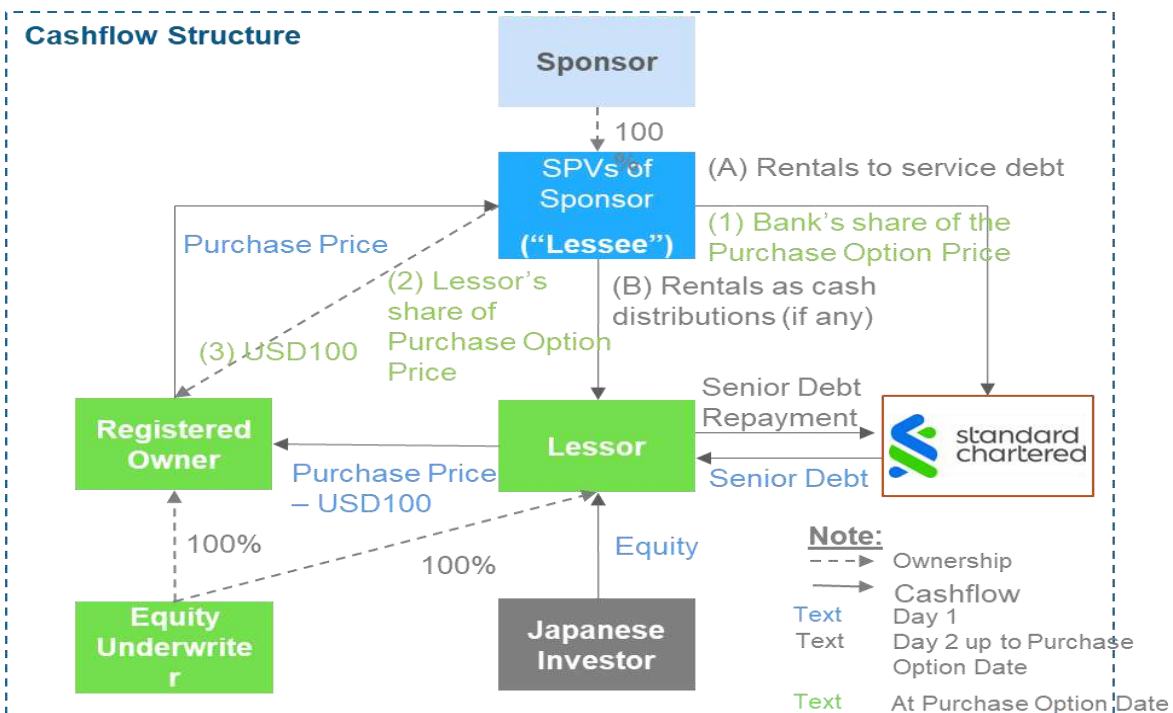 Cashflow Structure
Sponsor
100
%
SPVs of
Sponsor
(“Lessee”)
(A) Rentals to service debt
(1) Bank’s share of the
Purchase Option Price
Purchase Price
(2) Lessor’s
share of
Purchase Option
Price
(B) Rentals as cash
distributions (if any)
(3) USD100
Registered
Owner
Lessor
Senior Debt
Repayment
standard
chartered
Purchase Price
– USD100
Senior Debt
100%
100%
Equity
Equity
Underwrite
r
Japanese
Investor
Note:
Ownership
Cashflow
Text Day 1
Text Day 2 up to Purchase
Option Date
Text At Purchase Option Date